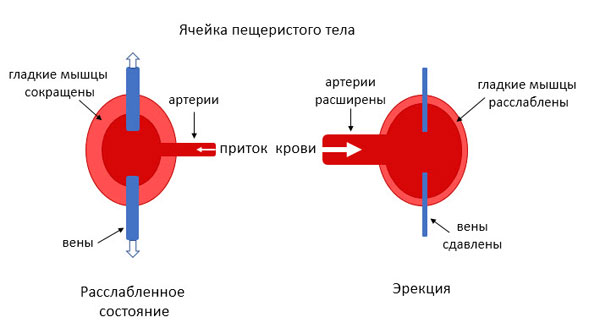 Ячейка пещеристого тела
гладкие мышцы
сокращены
артерии
артерии
расширены
гладкие мышцы
расслаблены
приток крови
вены
вены
сдавлены
Расслабленное
состояние
Эрекция